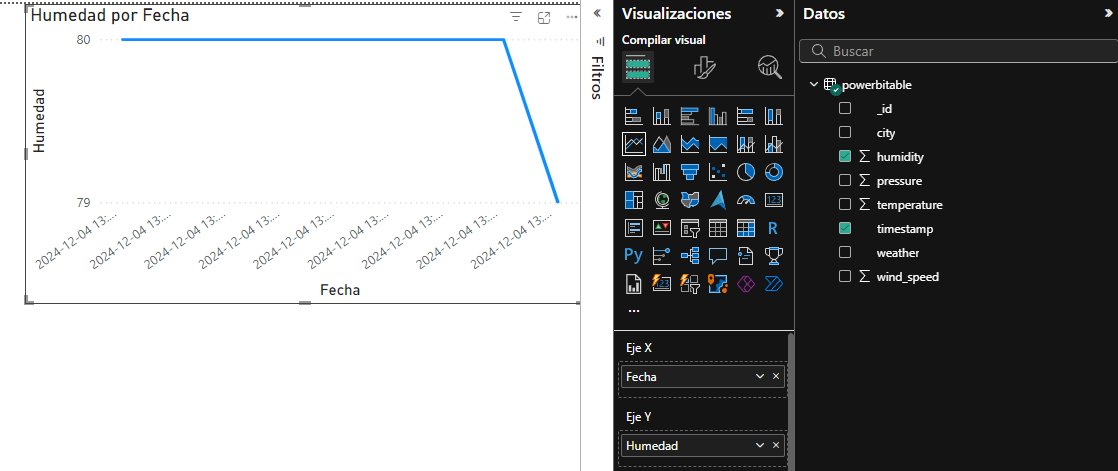 Humedad por Fecha
80
79
Humedad
2024-12-04 13:...
2024-12-04 13:...
2024-12-04 13:...
2024-12-04 13:...
2024-12-04 13:...
2024-12-04 13:...
2024-12-04 13:...
2024-12-04 13:...
2024-12-04 13:...
Fecha
Filtros
Visualizaciones
Compilar visual
123
R
Py
123
...
Eje X
Fecha
Eje Y
Humedad
Datos
Buscar
powerbitable
_id
city
humidity
pressure
temperature
timestamp
weather
wind_speed